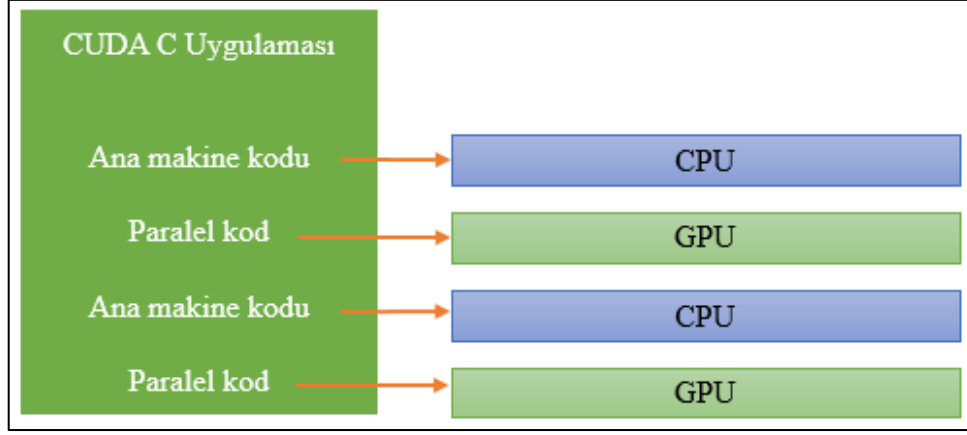 CUDA C Uygulaması
Ana makine kodu
CPU
Paralel kod
GPU
Ana makine kodu
CPU
Paralel kod
GPU